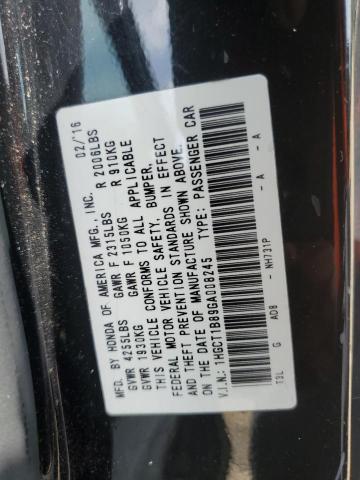 MFD. BY HONDA OF AMERICA MFG., INC. 02/'16
GVWR 4255LBS GAWR F 2315LBS R 2006LBS
GVWR 1930KG GAWR F 1050KG R 910KG
THIS VEHICLE CONFORMS TO ALL APPLICABLE
FEDERAL MOTOR VEHICLE SAFETY, BUMPER,
AND THEFT PREVENTION STANDARDS IN EFFECT
ON THE DATE OF MANUFACTURE SHOWN ABOVE.
V.I.N.: 1HGCT1B89GA008245 TYPE: PASSENGER CAR
G AD8 - NH731P - A - A
T3L